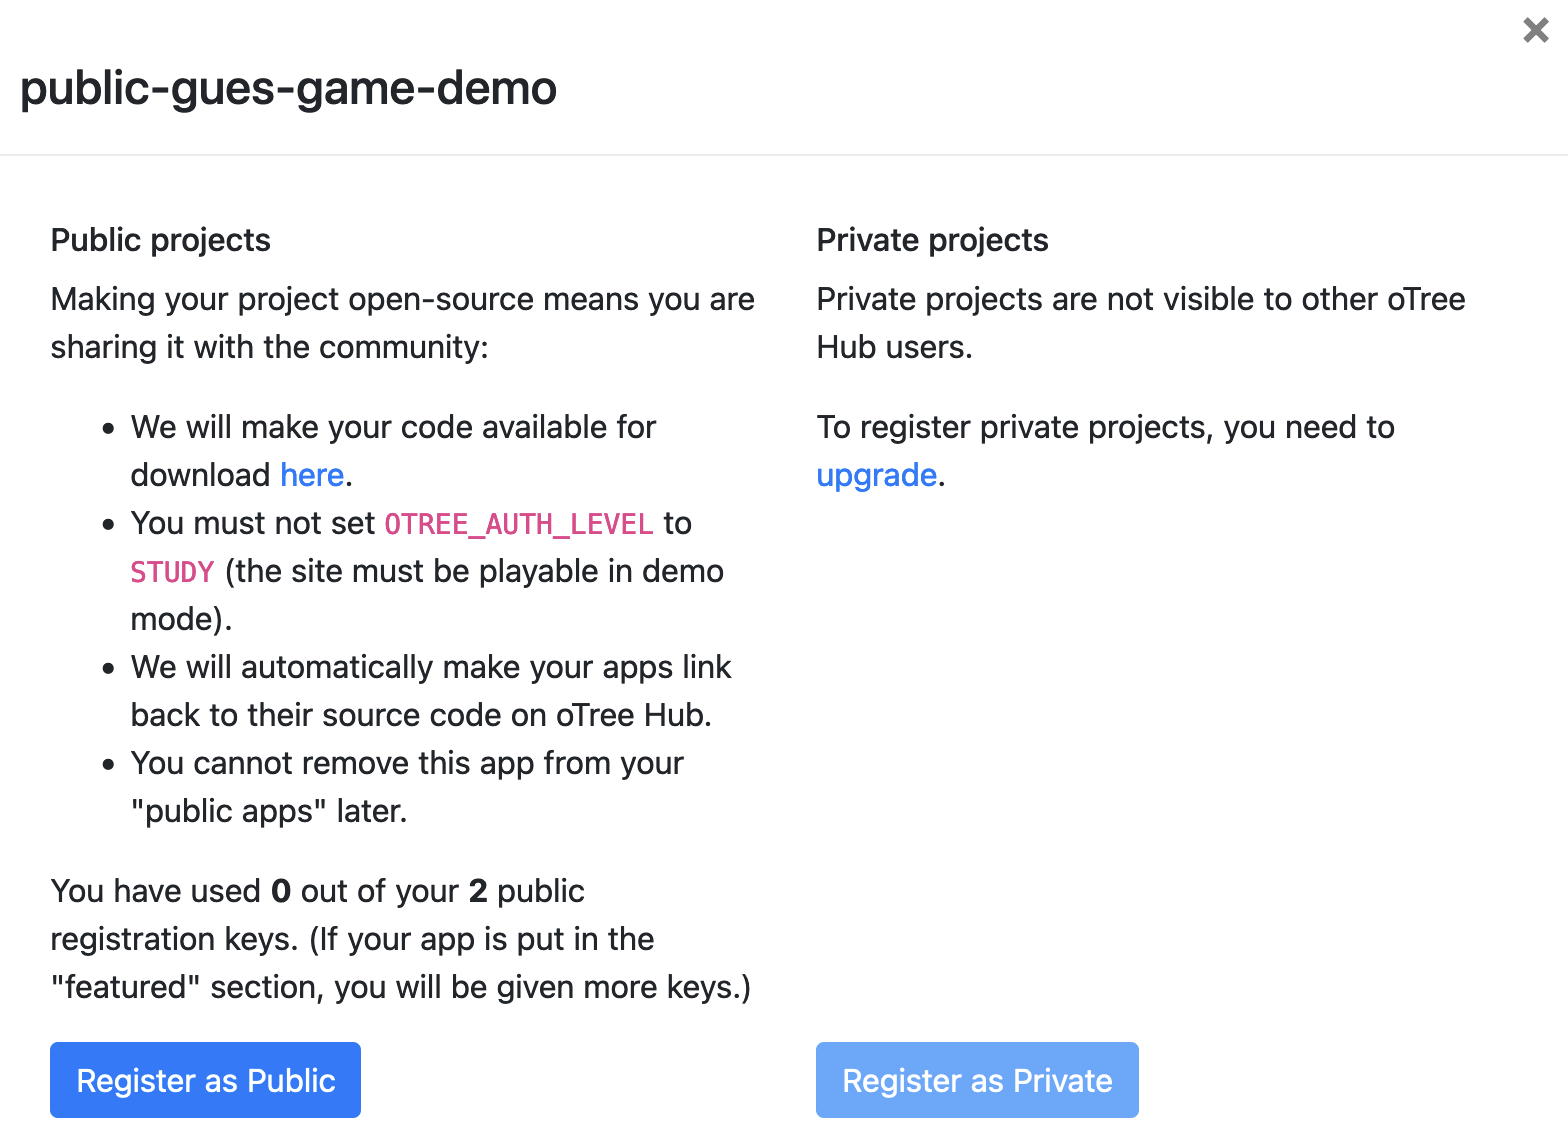 public-gues-game-demo
Public projects
Making your project open-source means you are
sharing it with the community:
• We will make your code available for
download here.
• You must not set OTREE_AUTH_LEVEL to
STUDY (the site must be playable in demo
mode).
• We will automatically make your apps link
back to their source code on oTree Hub.
• You cannot remove this app from your
"public apps" later.
You have used 0 out of your 2 public
registration keys. (If your app is put in the
"featured" section, you will be given more keys.)
Register as Public
Private projects
Private projects are not visible to other oTree
Hub users.
To register private projects, you need to
upgrade.
Register as Private